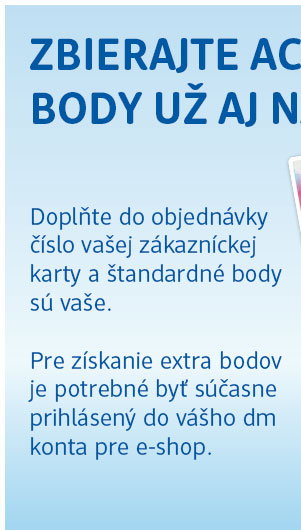 ZBIERAJTE AC
BODY UŽ AJ N
Doplňte do objednávky
číslo vašej zákazníckej
karty a štandardné body
sú vaše.
Pre získanie extra bodov
je potrebné byť súčasne
prihlásený do vášho dm
konta pre e-shop.